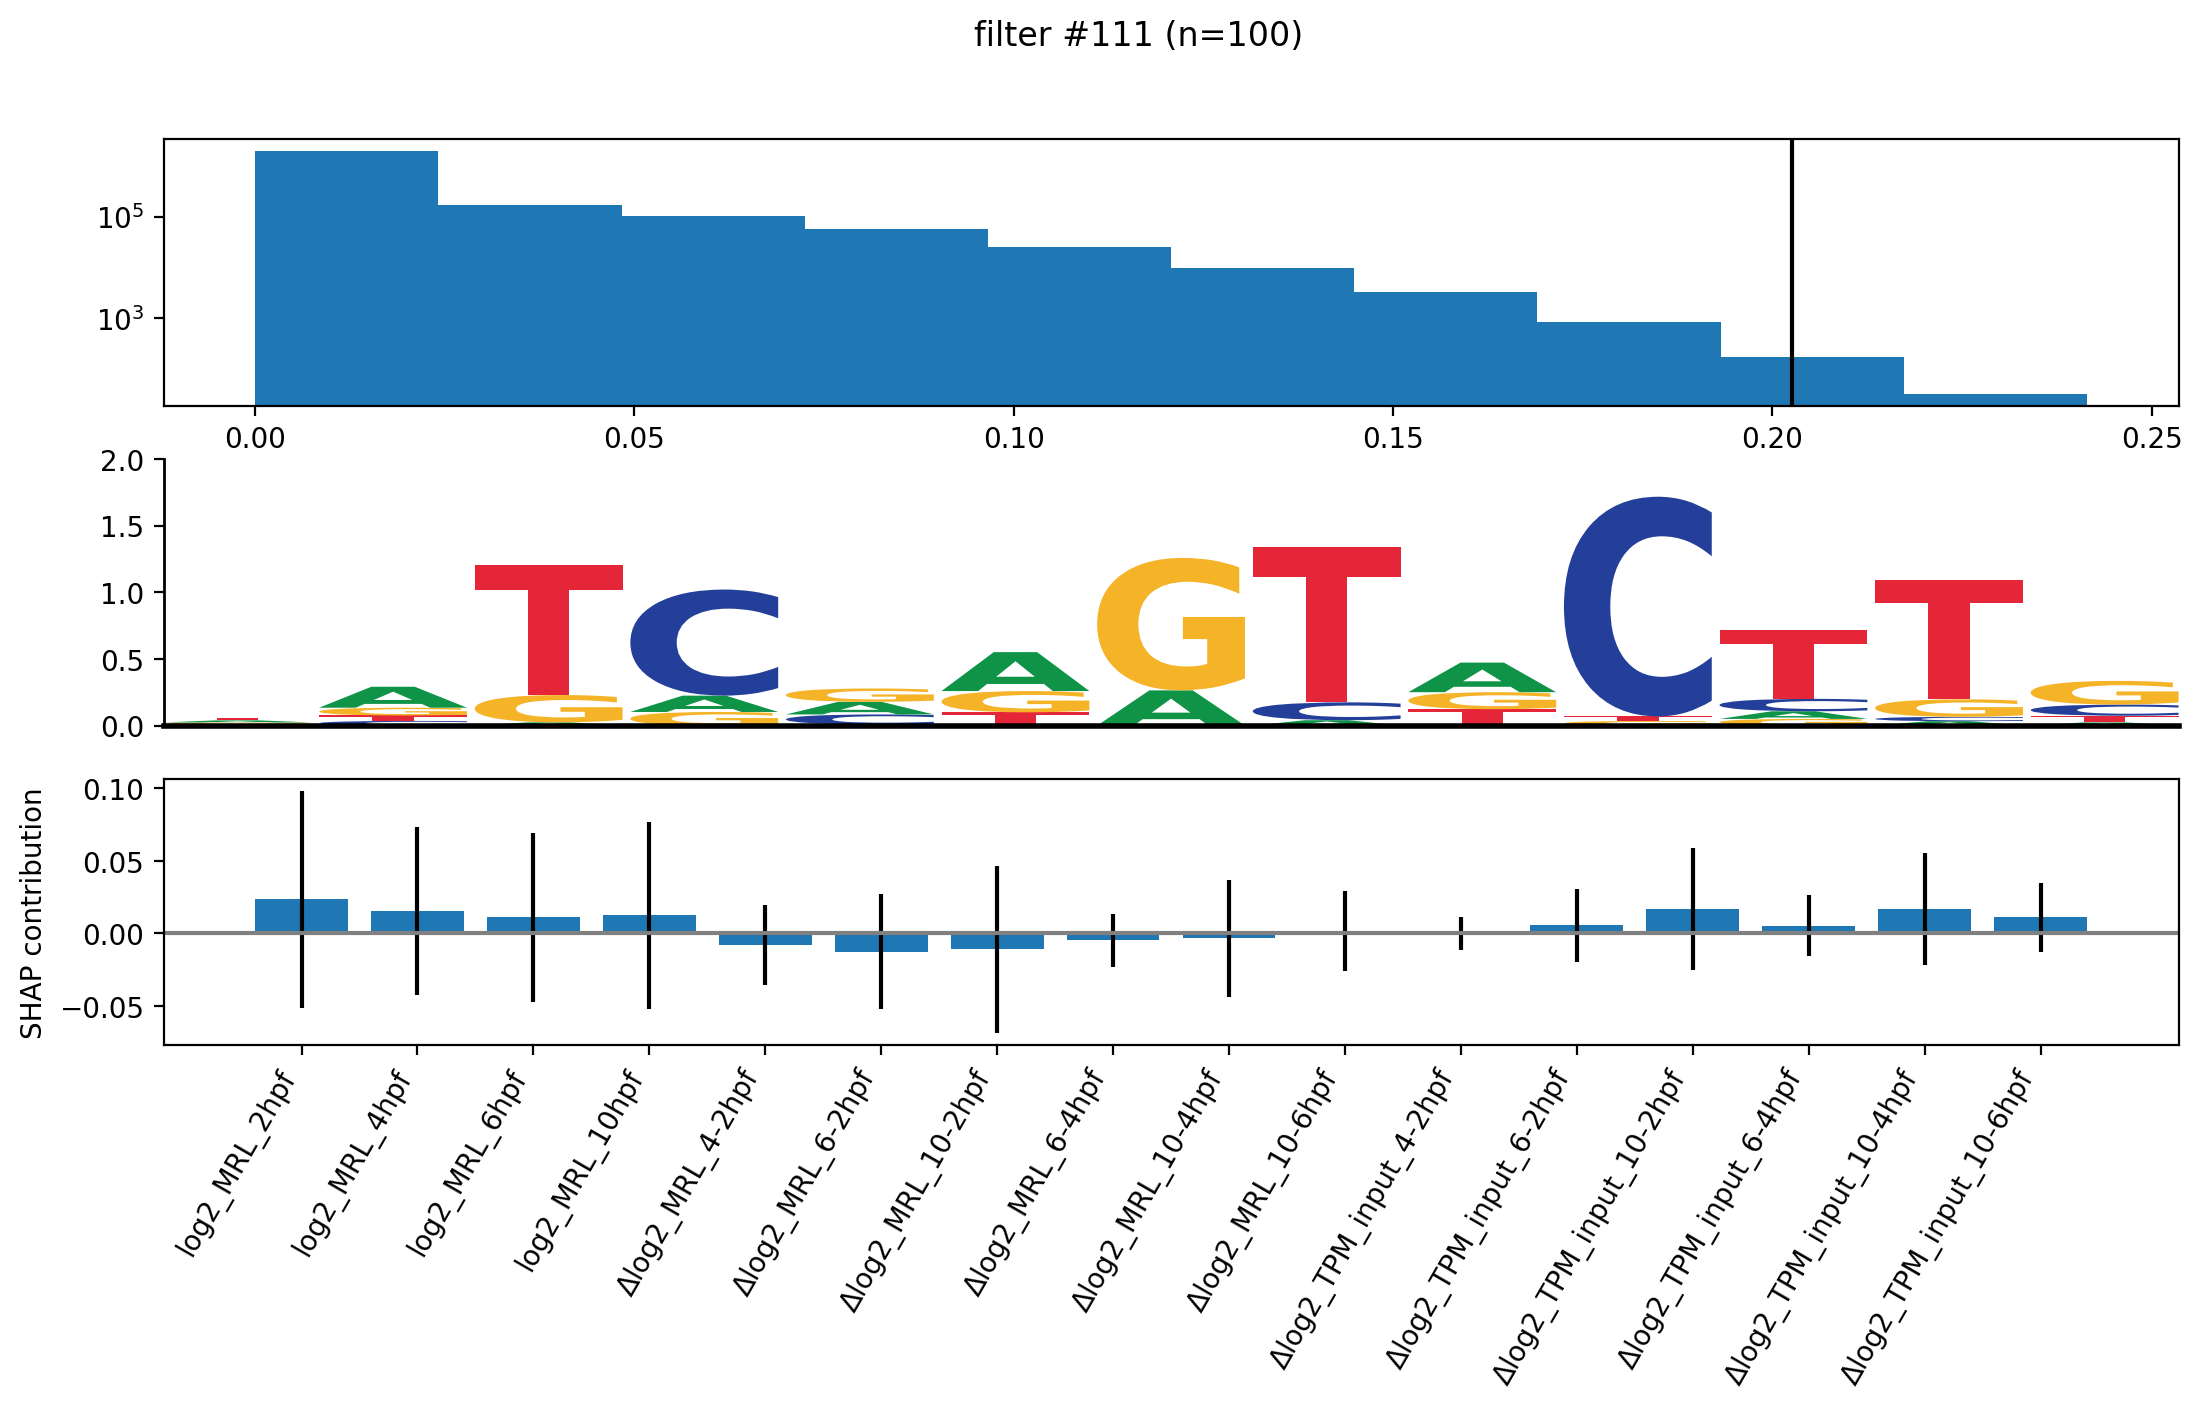 filter #111 (n=100)
10^5
10^3
0.00 0.05 0.10 0.15 0.20 0.25
2.0
1.5
1.0
0.5
0.0
SHAP contribution
0.10
0.05
0.00
−0.05
log2_MRL_2hpf
log2_MRL_4hpf
log2_MRL_6hpf
log2_MRL_10hpf
Δlog2_MRL_4-2hpf
Δlog2_MRL_6-2hpf
Δlog2_MRL_10-2hpf
Δlog2_MRL_6-4hpf
Δlog2_MRL_10-4hpf
Δlog2_MRL_10-6hpf
Δlog2_TPM_input_4-2hpf
Δlog2_TPM_input_6-2hpf
Δlog2_TPM_input_10-2hpf
Δlog2_TPM_input_6-4hpf
Δlog2_TPM_input_10-4hpf
Δlog2_TPM_input_10-6hpf